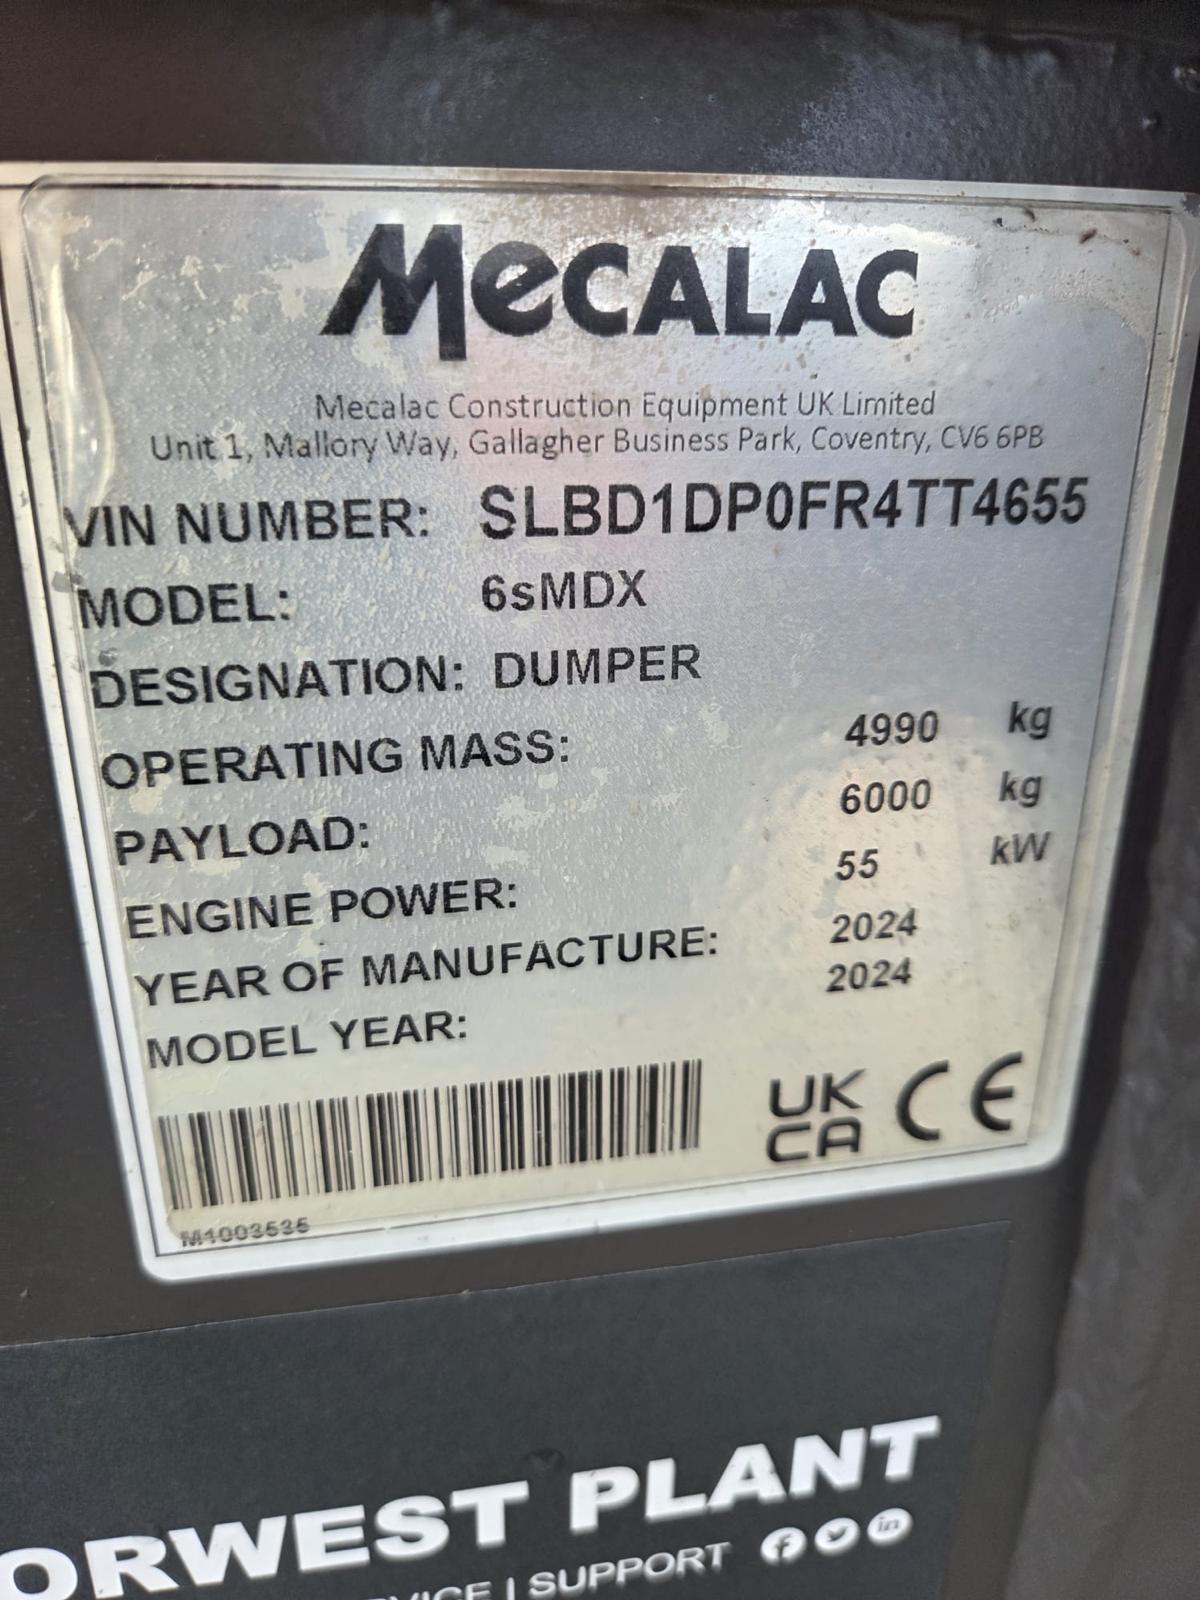 MECALAC
Mecalac Construction Equipment UK Limited
Unit 1, Mallory Way, Gallagher Business Park, Coventry, CV6 6PB
VIN NUMBER: SLBD1DP0FR4TT4655
MODEL: 6sMDX
DESIGNATION: DUMPER
OPERATING MASS: 4990 kg
PAYLOAD: 6000 kg
ENGINE POWER: 55 kW
YEAR OF MANUFACTURE: 2024
MODEL YEAR: 2024
UK
CA CE
M1003535
ORWEST PLANT
VICE | SUPPORT